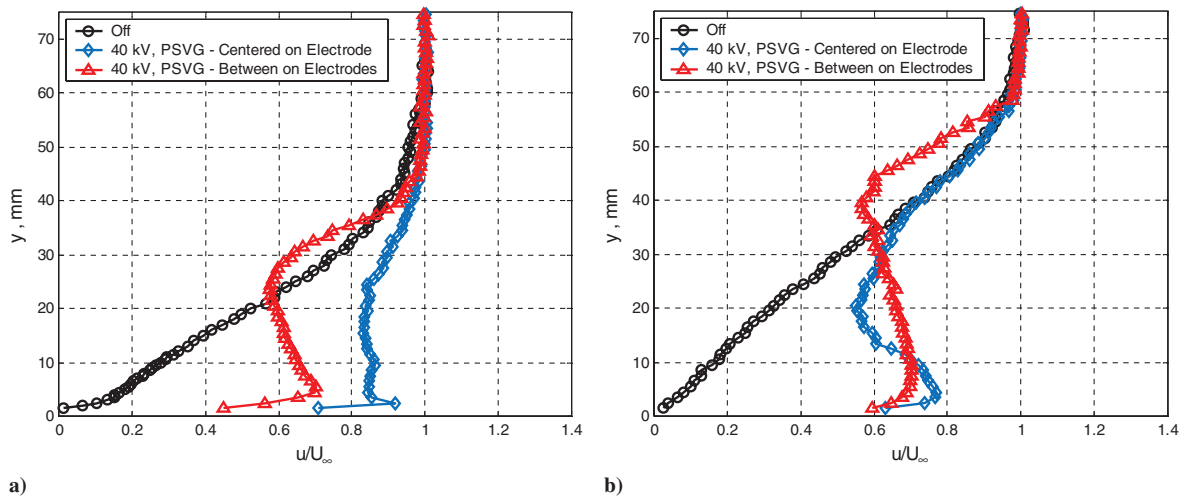 Off
40 kV, PSVG - Centered on Electrode
40 kV, PSVG - Between on Electrodes
70
60
50
40
30
20
10
0
y , mm
0 0.2 0.4 0.6 0.8 1 1.2 1.4
u/U∞
a)
Off
40 kV, PSVG - Centered on Electrode
40 kV, PSVG - Between on Electrodes
70
60
50
40
30
20
10
0
y , mm
0 0.2 0.4 0.6 0.8 1 1.2 1.4
u/U∞
b)